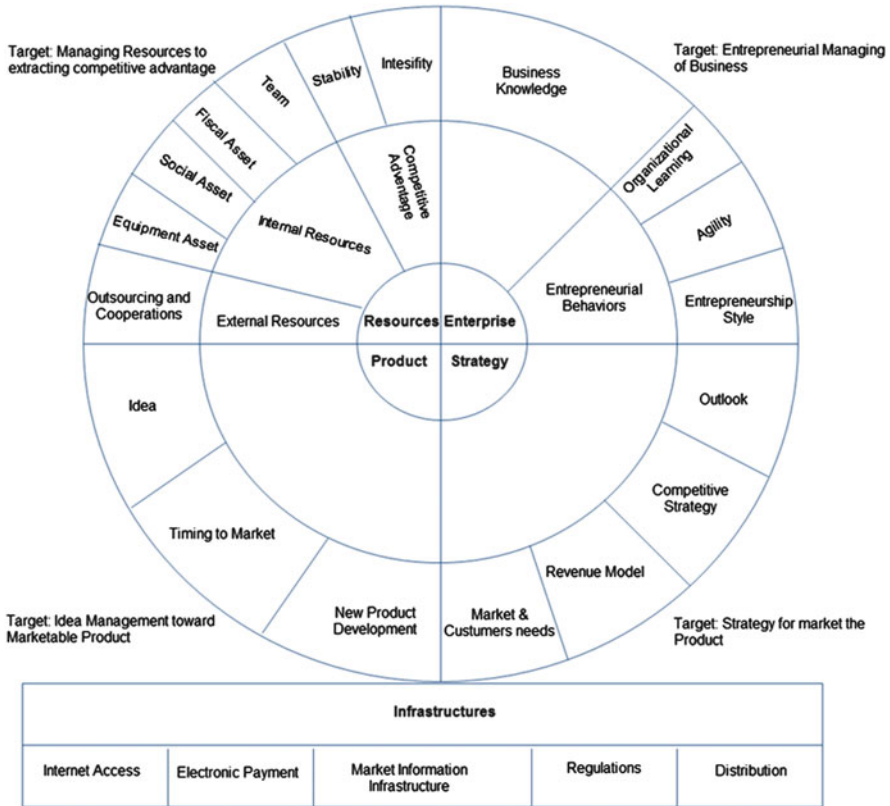 Target: Managing Resources to
extracting competitive advantage
Target: Entrepreneurial Managing
of Business
Team
Stability
Intesifity
Business
Knowledge
Fiscal Asset
Social Asset
Equipment Asset
Outsourcing and
Cooperations
Internal Resources
Competitive
Advantage
External Resources
Organizational
Learning
Agility
Entrepreneurship
Style
Entrepreneurial
Behaviors
Resources
Enterprise
Product
Strategy
Idea
Timing to Market
New Product
Development
Outlook
Competitive
Strategy
Revenue Model
Market &
Custumers needs
Target: Idea Management toward
Marketable Product
Target: Strategy for market the
Product
Infrastructures
Internet Access
Electronic Payment
Market Information
Infrastructure
Regulations
Distribution